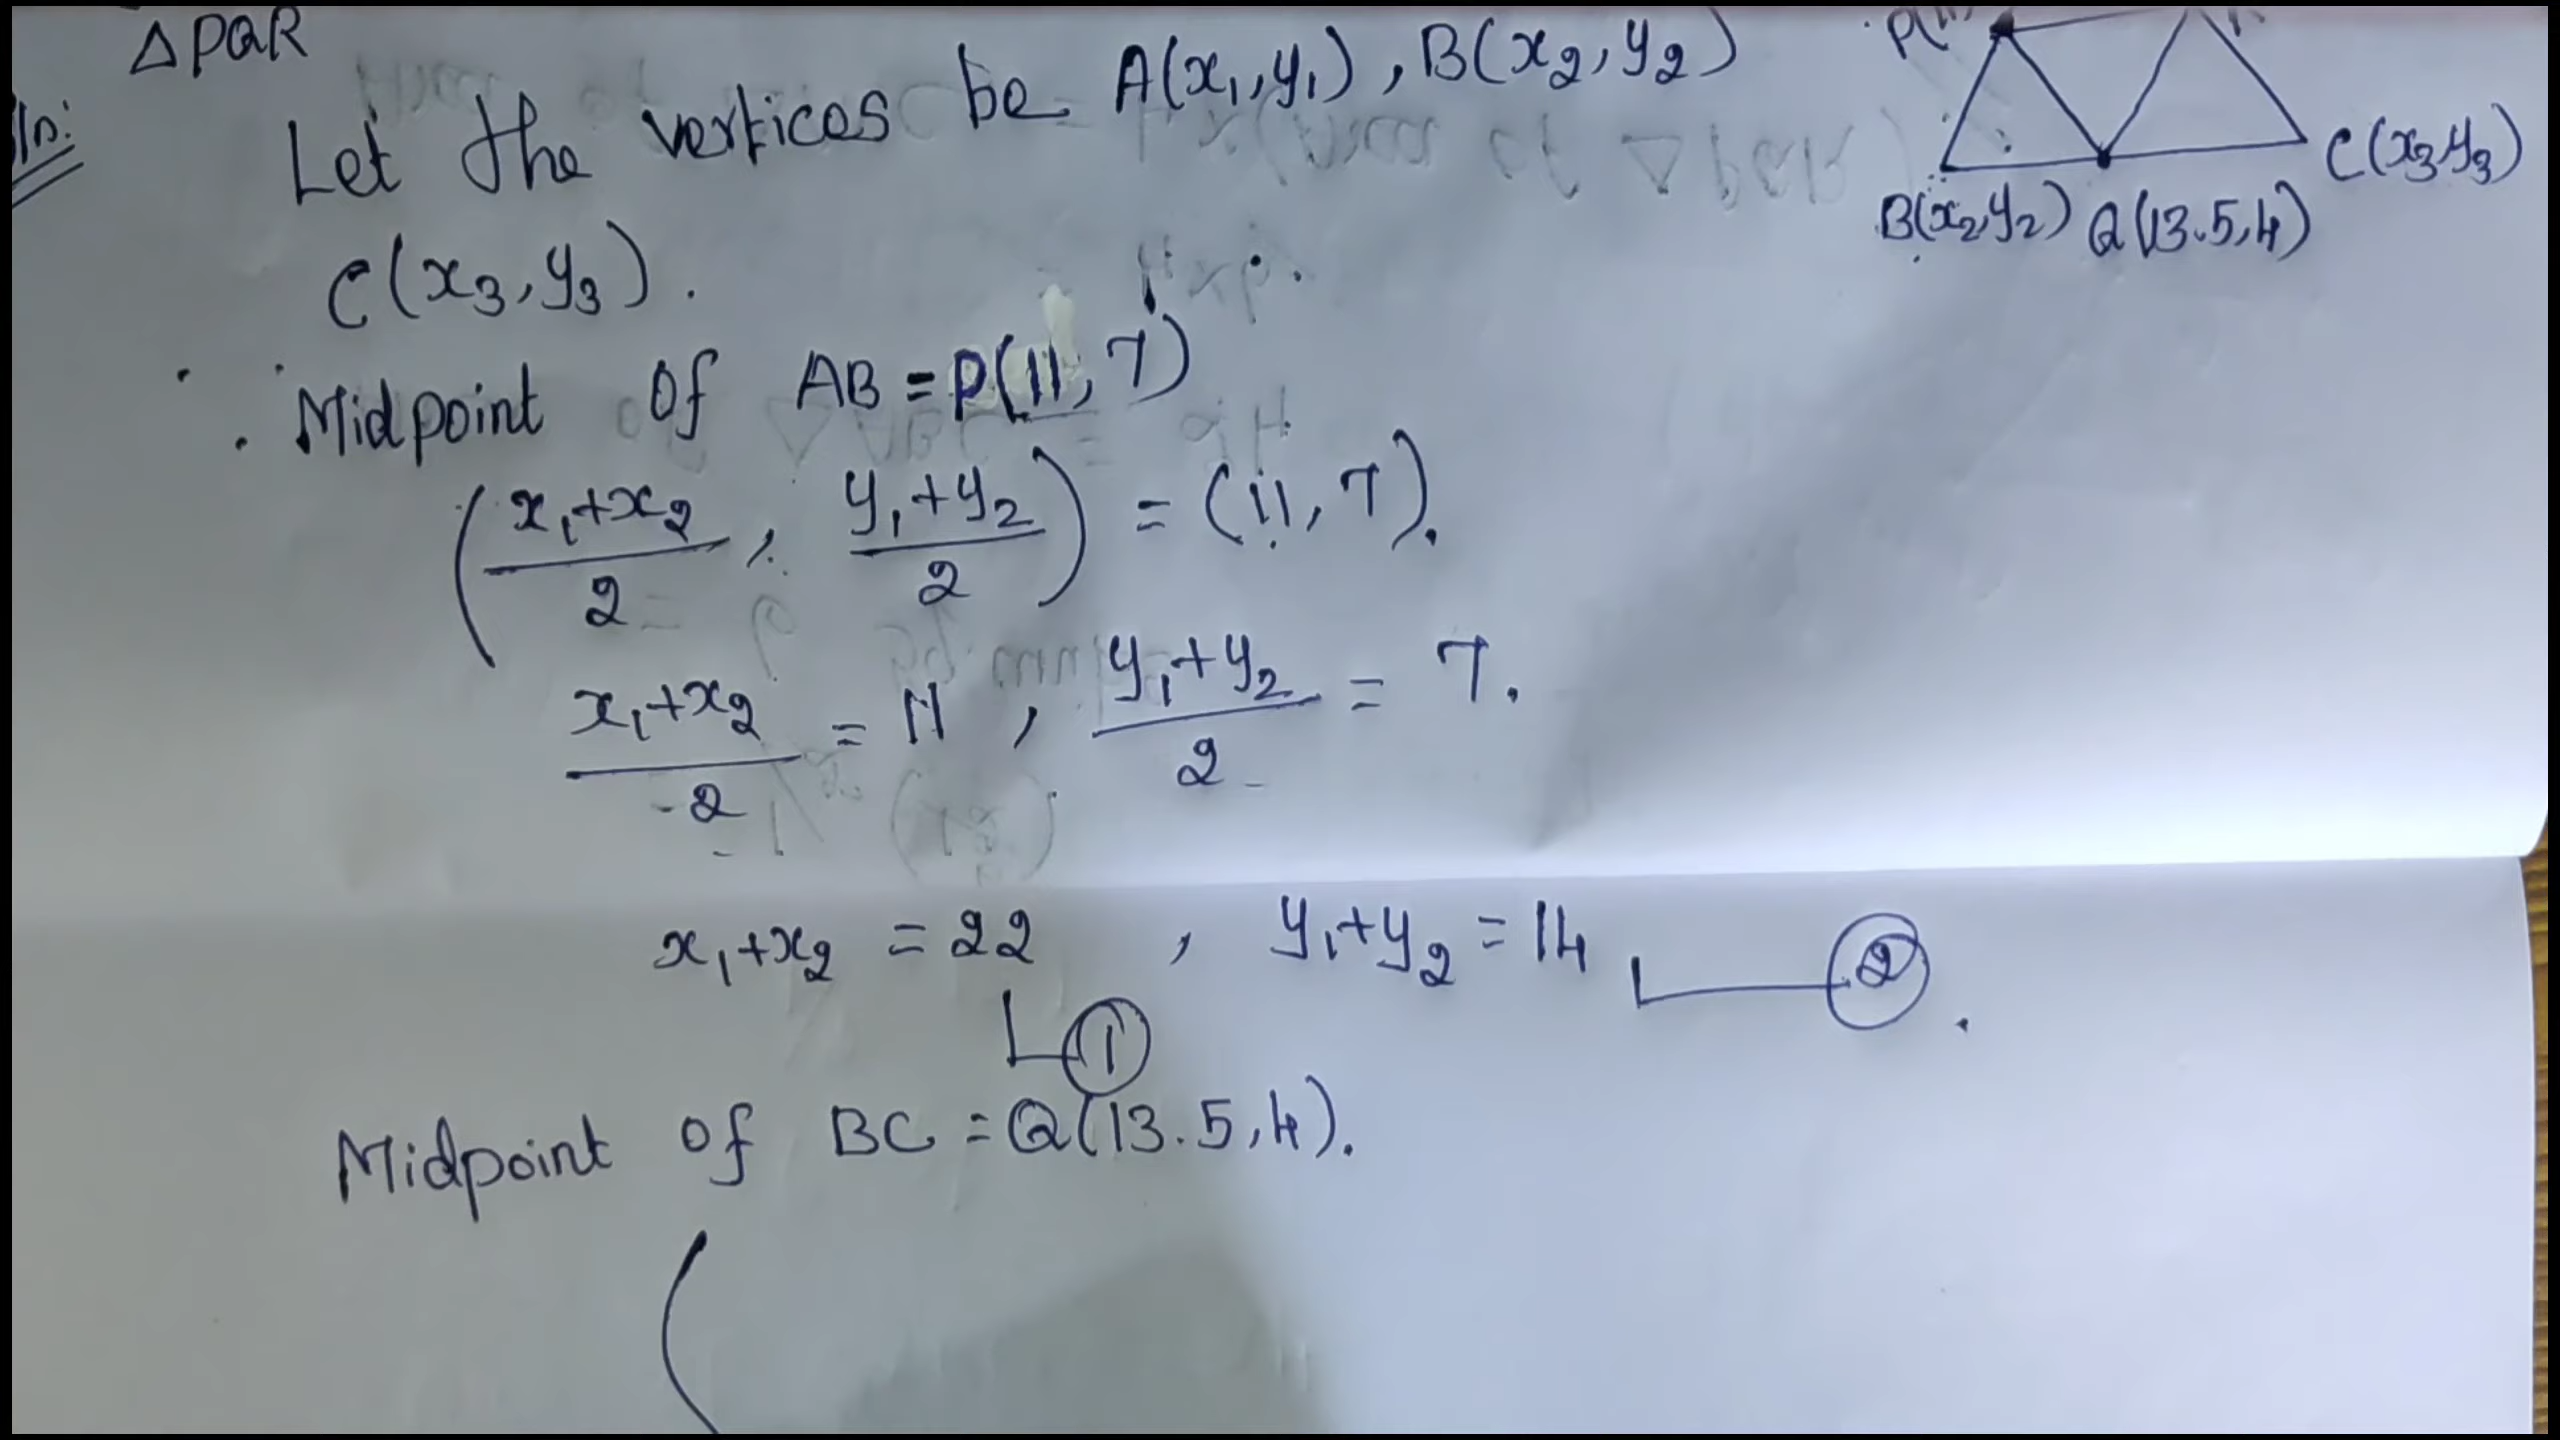 △PQR
Let the vertices be A(x₁,y₁), B(x₂,y₂)
C(x₃,y₃).
B(x₂,y₂) Q(13.5,4)
C(x₃,y₃)
Midpoint of AB = P(11, 7)
((x₁+x₂)/2, (y₁+y₂)/2) = (11, 7).
(x₁+x₂)/2 = 11, (y₁+y₂)/2 = 7.
x₁+x₂ = 22, y₁+y₂ = 14 ②.
①
Midpoint of BC = Q(13.5,4).
(